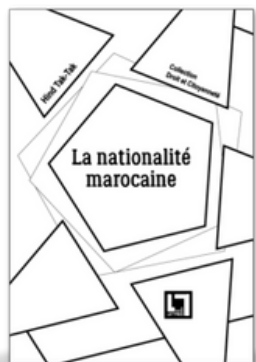 Hind Tak-Tak
Collection
Droit et Citoyenneté
La nationalité
marocaine